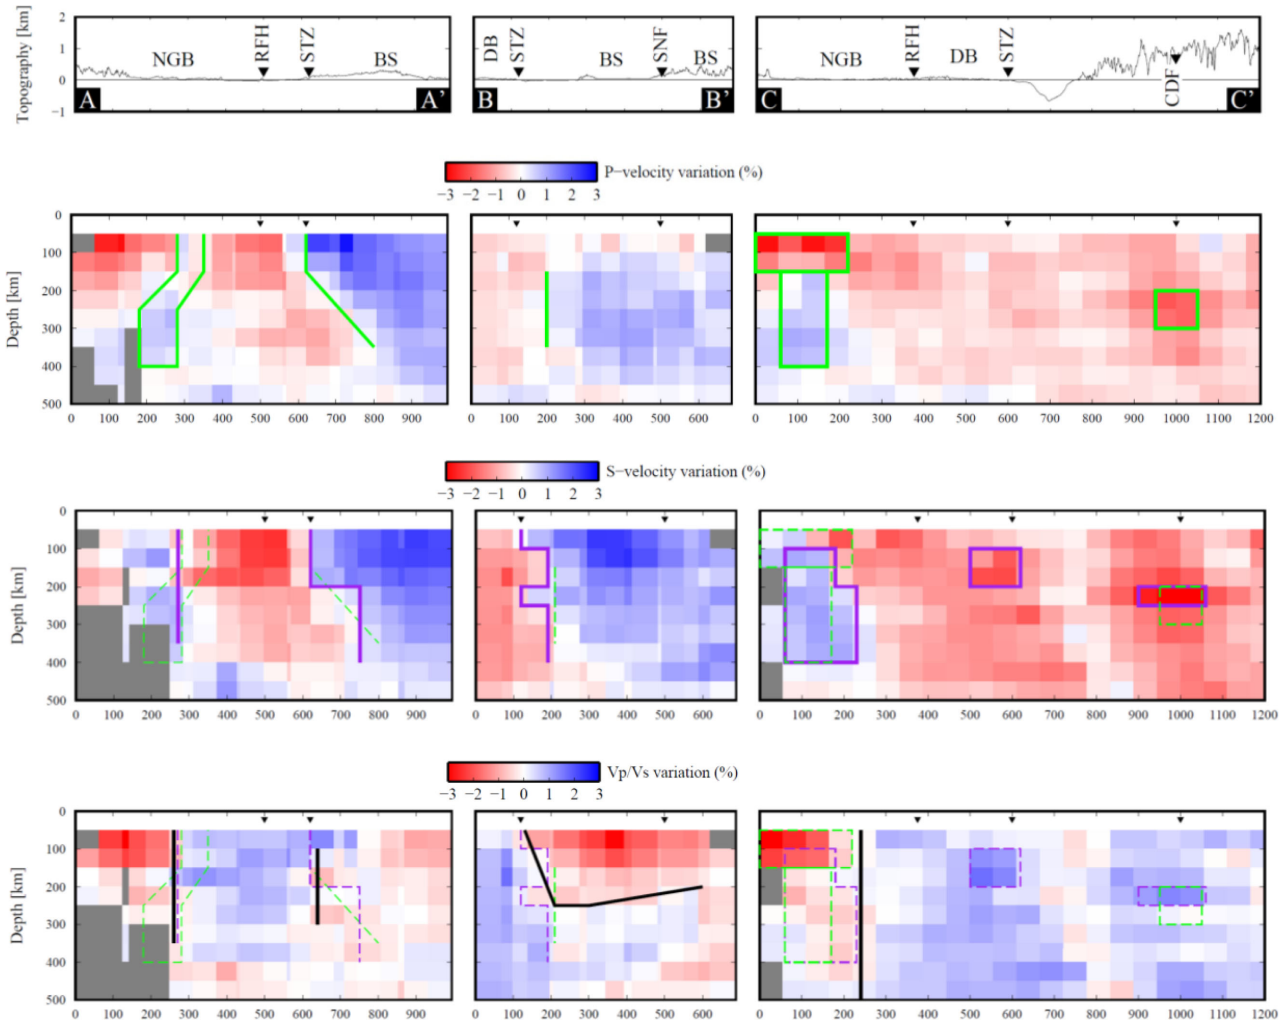 Topography [km]
2
1
0
−1
NGB
RFH
STZ
BS
A
A’
DB
STZ
BS
SNF
BS
B
B’
NGB
RFH
DB
STZ
CDF
C
C’
P−velocity variation (%)
−3 −2 −1 0 1 2 3
Depth [km]
0
100
200
300
400
500
0 100 200 300 400 500 600 700 800 900
0 100 200 300 400 500 600
0 100 200 300 400 500 600 700 800 900 1000 1100 1200
S−velocity variation (%)
−3 −2 −1 0 1 2 3
Depth [km]
0
100
200
300
400
500
0 100 200 300 400 500 600 700 800 900
0 100 200 300 400 500 600
0 100 200 300 400 500 600 700 800 900 1000 1100 1200
Vp/Vs variation (%)
−3 −2 −1 0 1 2 3
Depth [km]
0
100
200
300
400
500
0 100 200 300 400 500 600 700 800 900
0 100 200 300 400 500 600
0 100 200 300 400 500 600 700 800 900 1000 1100 1200